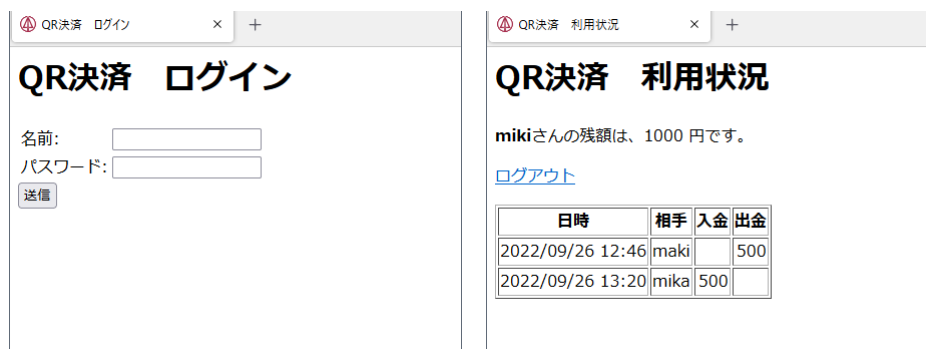 QR決済 ログイン
QR決済　ログイン
名前:
パスワード:
送信
QR決済 利用状況
QR決済　利用状況
mikiさんの残額は、1000 円です。
ログアウト
日時 相手 入金 出金
2022/09/26 12:46 maki 500
2022/09/26 13:20 mika 500